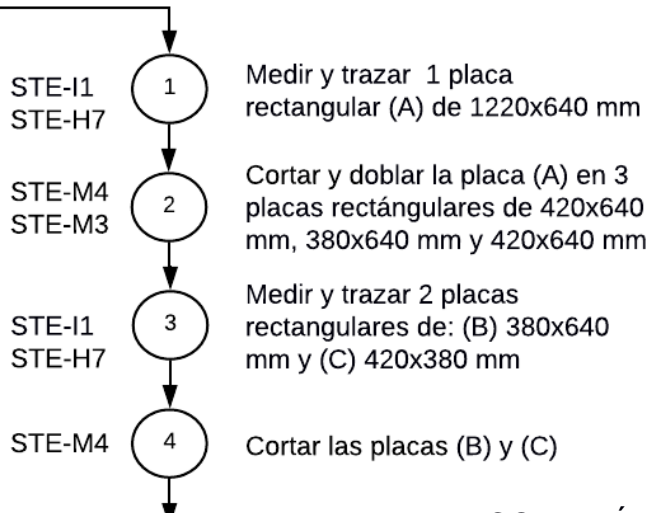 STE-I1
STE-H7
1
Medir y trazar 1 placa
rectangular (A) de 1220x640 mm
STE-M4
STE-M3
2
Cortar y doblar la placa (A) en 3
placas rectángulares de 420x640
mm, 380x640 mm y 420x640 mm
STE-I1
STE-H7
3
Medir y trazar 2 placas
rectangulares de: (B) 380x640
mm y (C) 420x380 mm
STE-M4
4
Cortar las placas (B) y (C)